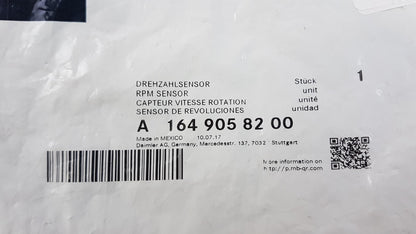 DREHZAHLSENSOR Stück 1
RPM SENSOR unit
CAPTEUR VITESSE ROTATION unité
SENSOR DE REVOLUCIONES unidad
A 164 905 82 00
Made in MEXICO 10.07.17
Daimler AG, Germany, Mercedesstr. 137, 7032 Stuttgart
More information on
http://p.mb-qr.com